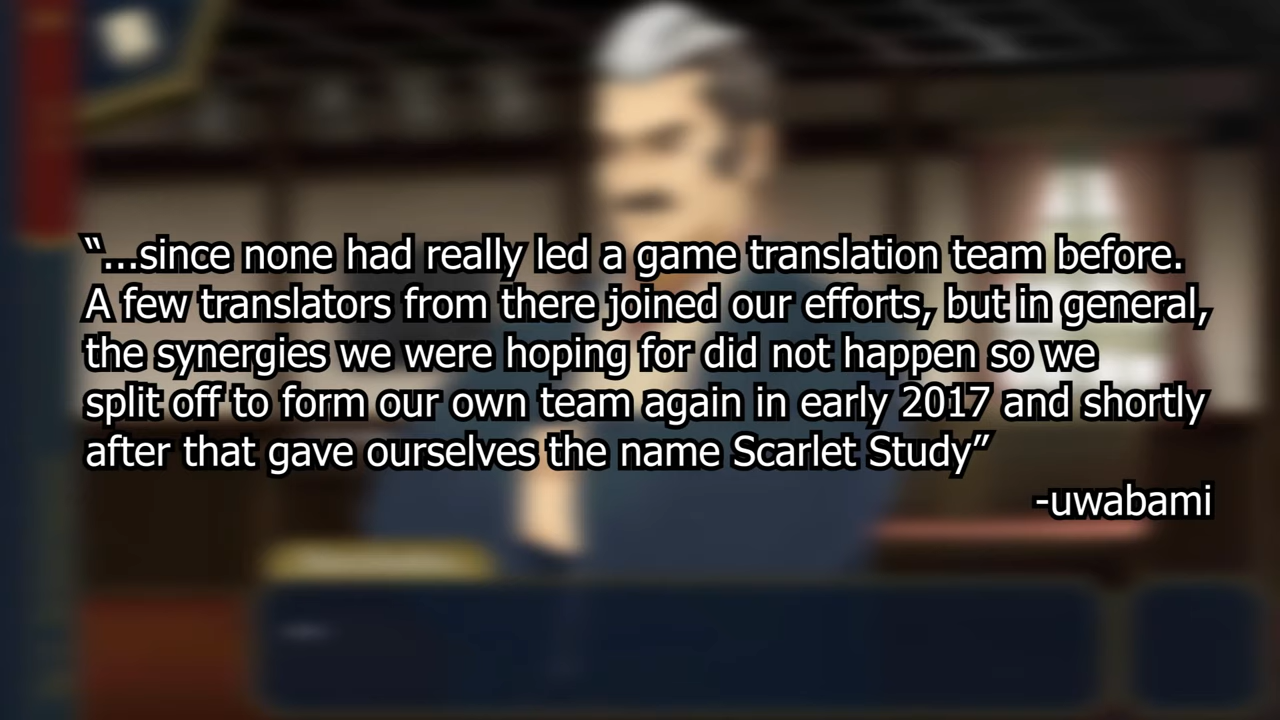 “...since none had really led a game translation team before.
A few translators from there joined our efforts, but in general,
the synergies we were hoping for did not happen so we
split off to form our own team again in early 2017 and shortly
after that gave ourselves the name Scarlet Study”
-uwabami